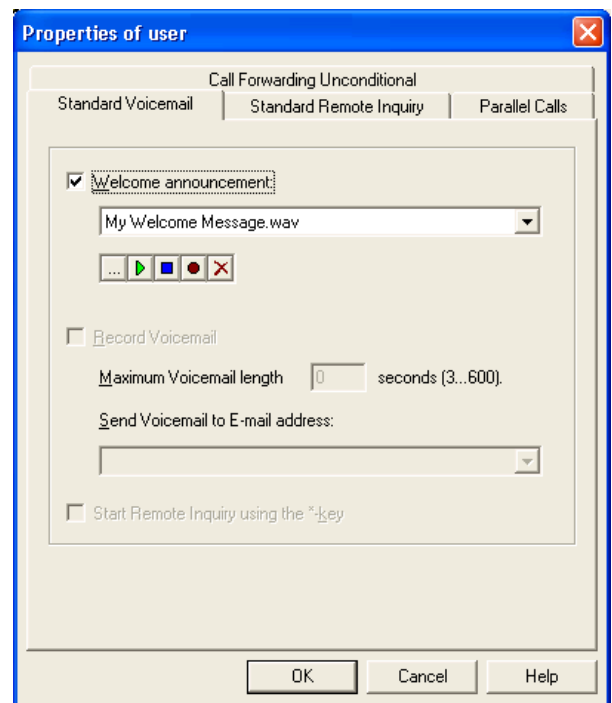 Properties of user
Call Forwarding Unconditional
Standard Voicemail Standard Remote Inquiry Parallel Calls
Welcome announcement:
My Welcome Message.wav
...
Record Voicemail
Maximum Voicemail length 0 seconds (3...600).
Send Voicemail to E-mail address:
Start Remote Inquiry using the *-key
OK Cancel Help